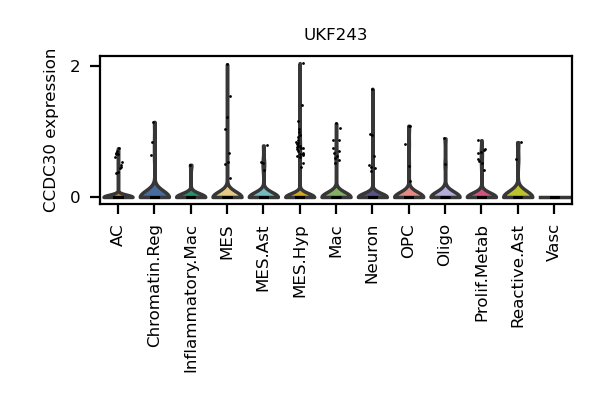 UKF243
CCDC30 expression
2
0
AC
Chromatin.Reg
Inflammatory.Mac
MES
MES.Ast
MES.Hyp
Mac
Neuron
OPC
Oligo
Prolif.Metab
Reactive.Ast
Vasc